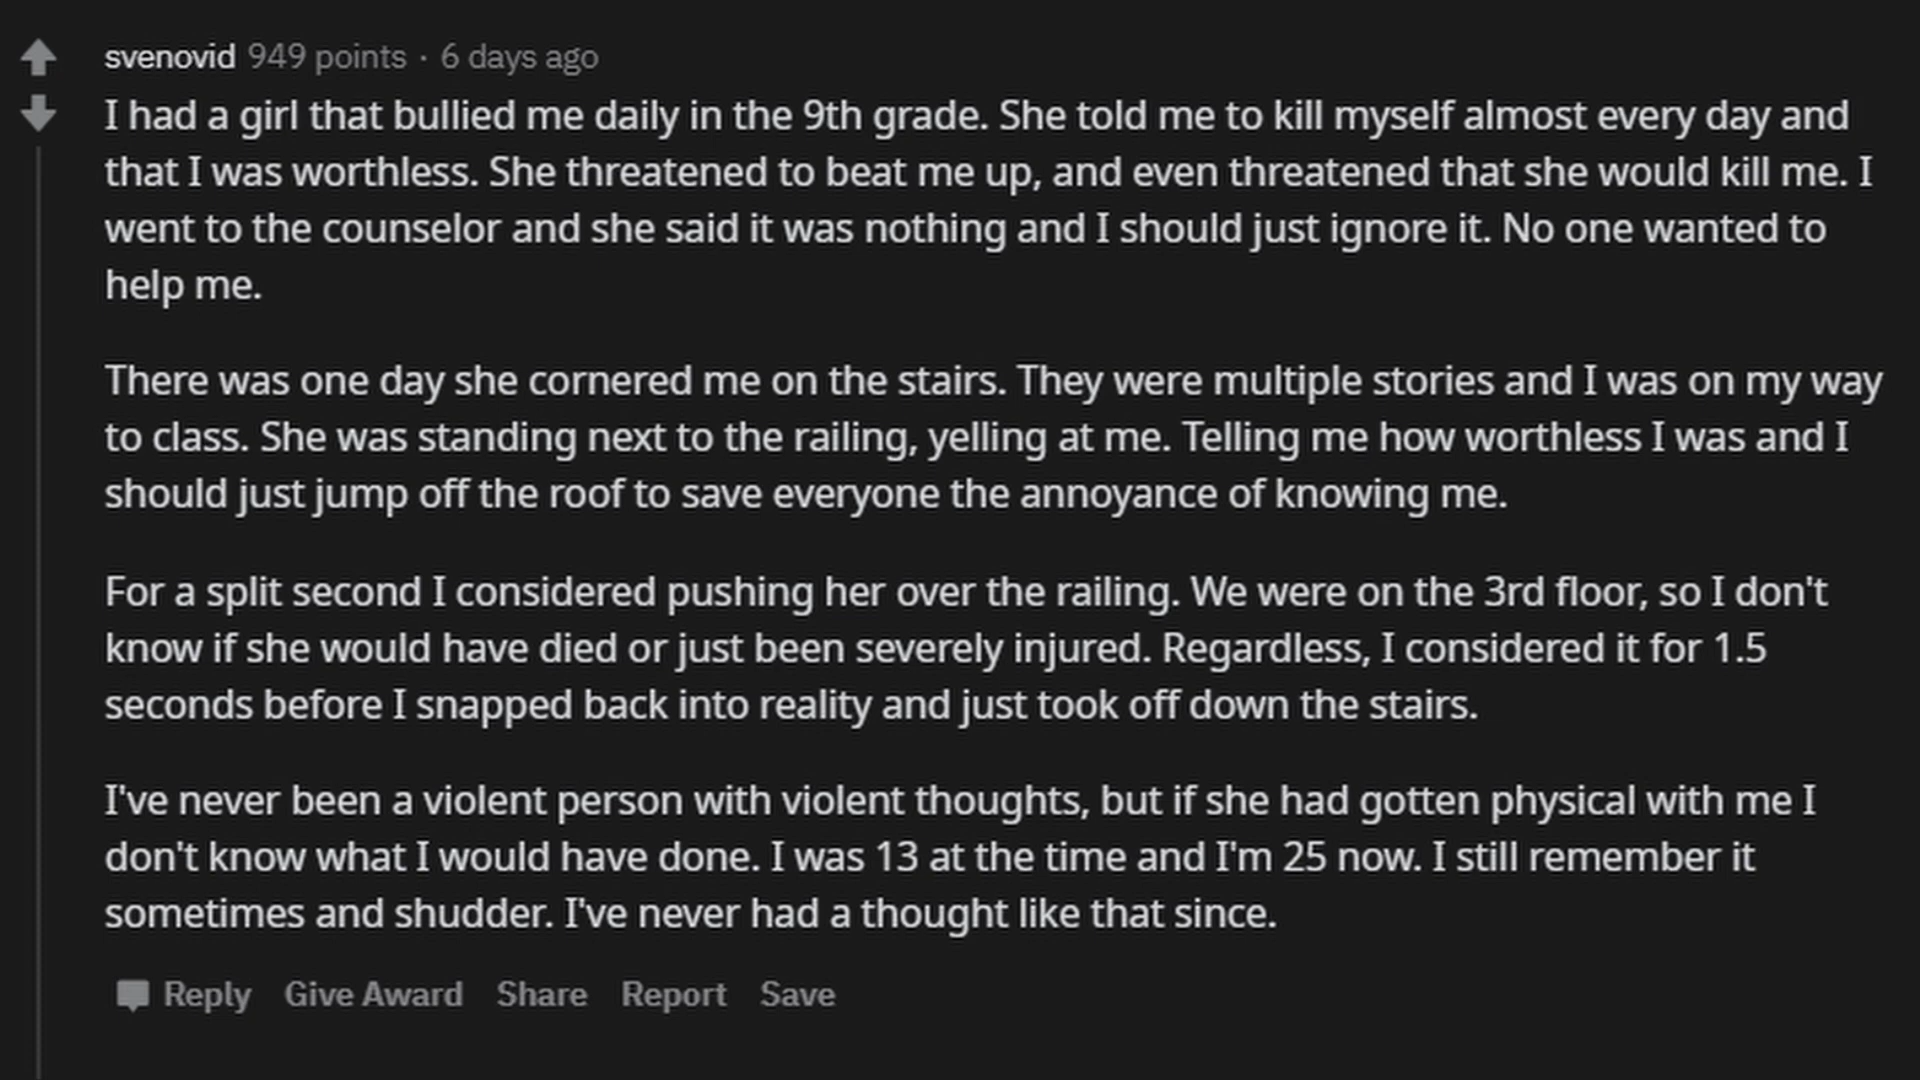 svenovid 949 points · 6 days ago
I had a girl that bullied me daily in the 9th grade. She told me to kill myself almost every day and
that I was worthless. She threatened to beat me up, and even threatened that she would kill me. I
went to the counselor and she said it was nothing and I should just ignore it. No one wanted to
help me.
There was one day she cornered me on the stairs. They were multiple stories and I was on my way
to class. She was standing next to the railing, yelling at me. Telling me how worthless I was and I
should just jump off the roof to save everyone the annoyance of knowing me.
For a split second I considered pushing her over the railing. We were on the 3rd floor, so I don't
know if she would have died or just been severely injured. Regardless, I considered it for 1.5
seconds before I snapped back into reality and just took off down the stairs.
I've never been a violent person with violent thoughts, but if she had gotten physical with me I
don't know what I would have done. I was 13 at the time and I'm 25 now. I still remember it
sometimes and shudder. I've never had a thought like that since.
Reply Give Award Share Report Save